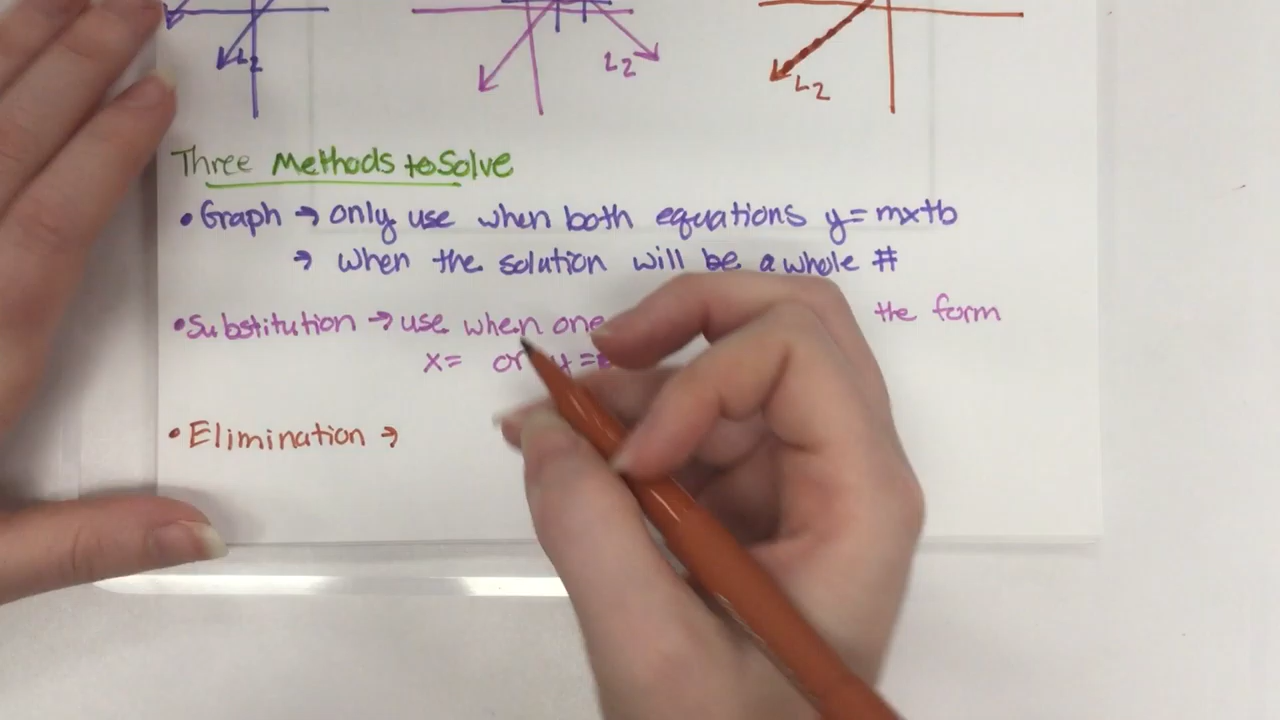 L2
L2
L2
Three Methods to Solve
• Graph → only use when both equations y = mx+b
→ when the solution will be a whole #
• Substitution → use when one the form
x= or y =
• Elimination →